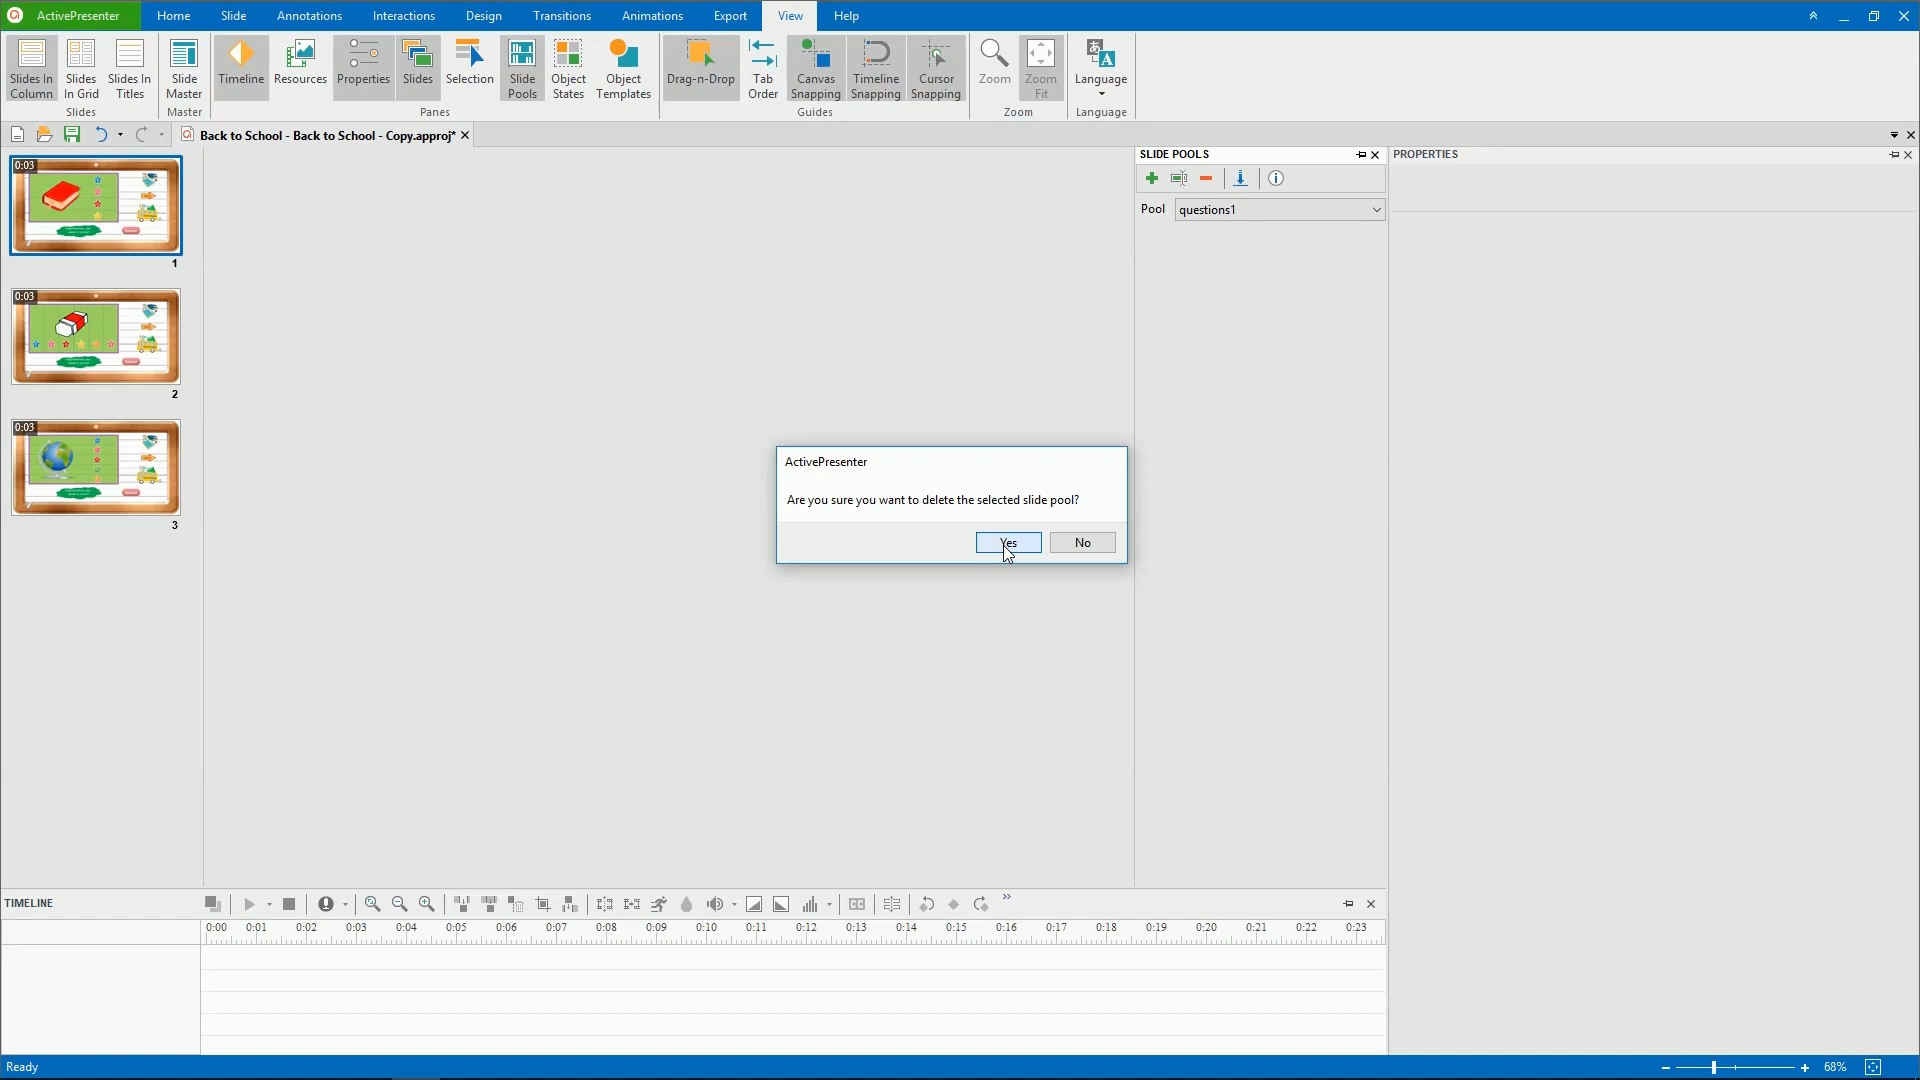 ActivePresenter Home Slide Annotations Interactions Design Transitions Animations Export View Help
Slides In Column
Slides In Grid
Slides In Titles
Slides
Slide Master
Master
Timeline
Resources
Properties
Slides
Selection
Slide Pools
Object States
Object Templates
Panes
Drag-n-Drop
Tab Order
Canvas Snapping
Timeline Snapping
Cursor Snapping
Guides
Zoom
Zoom Fit
Zoom
Language
Language
Back to School - Back to School - Copy.approj*
0:03
1
0:03
2
0:03
3
SLIDE POOLS
Pool questions1
PROPERTIES
ActivePresenter
Are you sure you want to delete the selected slide pool?
Yes No
TIMELINE
CC
0:00 0:01 0:02 0:03 0:04 0:05 0:06 0:07 0:08 0:09 0:10 0:11 0:12 0:13 0:14 0:15 0:16 0:17 0:18 0:19 0:20 0:21 0:22 0:23
Ready
68%